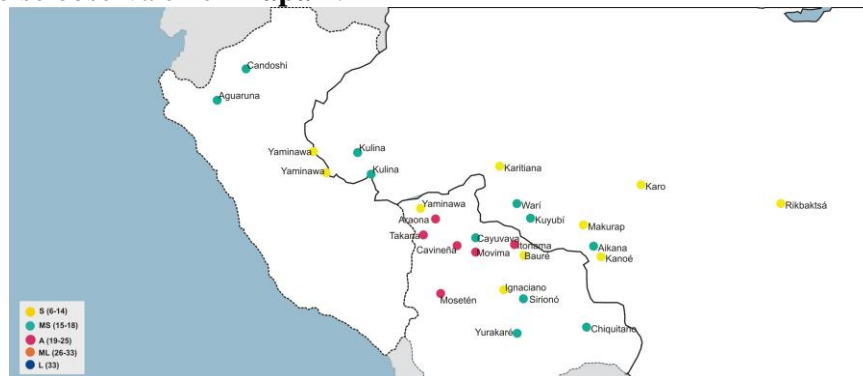 Candoshi
Aguaruna
Yaminawa
Kulina
Yaminawa
Kulina
Karitiana
Karo
Rikbaktsá
Yaminawa
Araona
Warí
Kuyubí
Makurap
Takana
Cayuvava
Itonama
Aikana
Cavineña
Movima
Bauré
Kanoé
Mosetén
Ignaciano
Sirionó
Yurakaré
Chiquitano
S (6-14)
MS (15-18)
A (19-25)
ML (26-33)
L (33)